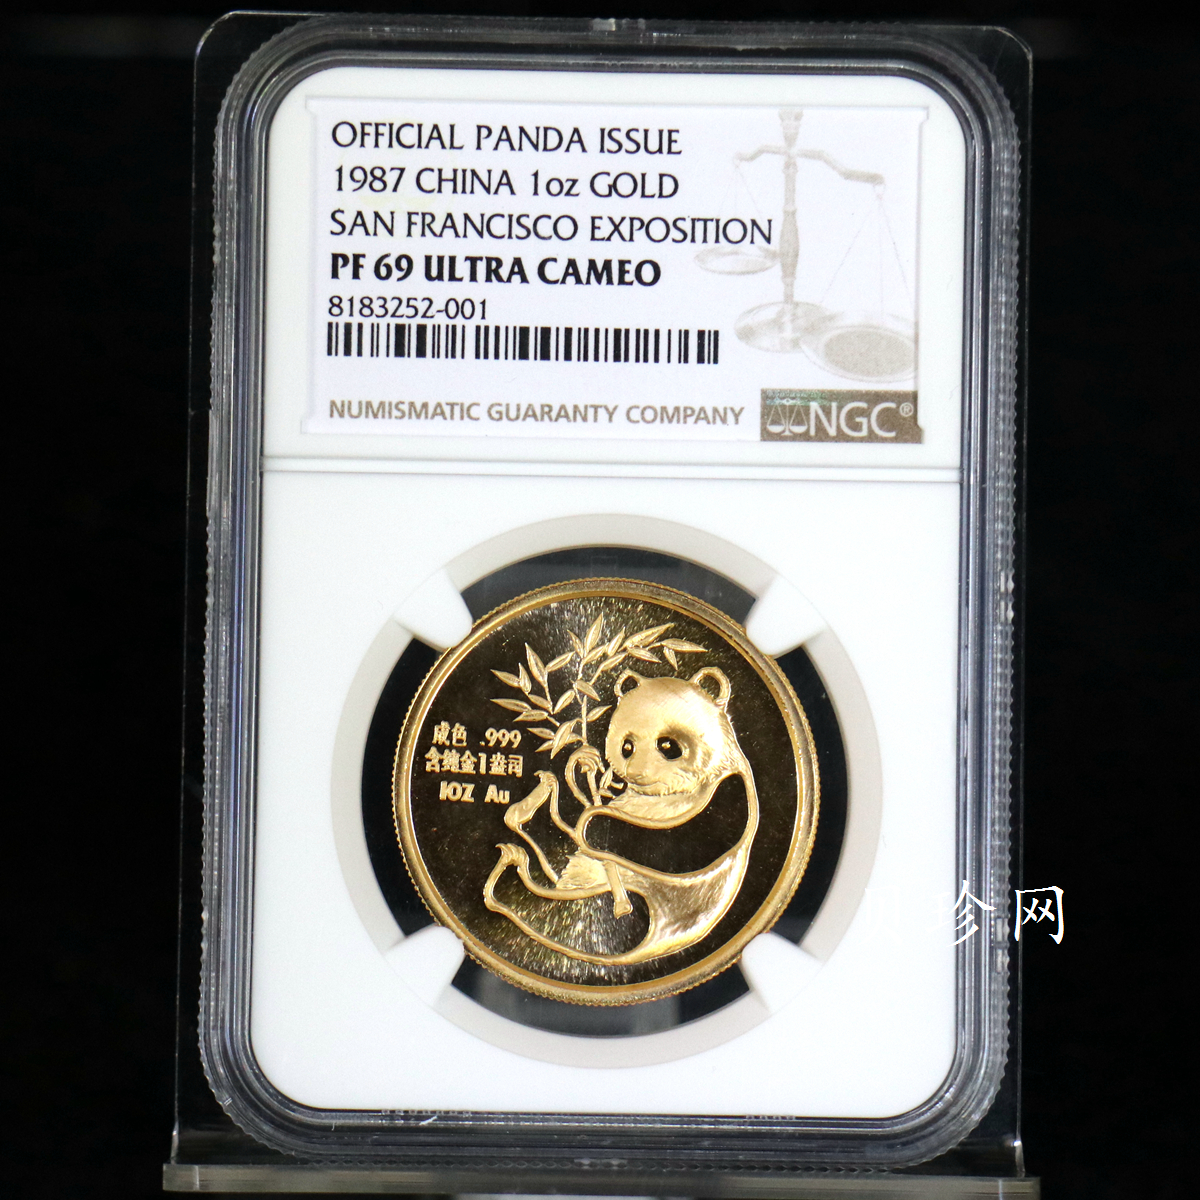 OFFICIAL PANDA ISSUE
1987 CHINA 1oz GOLD
SAN FRANCISCO EXPOSITION
PF 69 ULTRA CAMEO
8183252-001
NUMISMATIC GUARANTY COMPANY
NGC®
成色 .999
含純金1盎司
1OZ Au
珍网